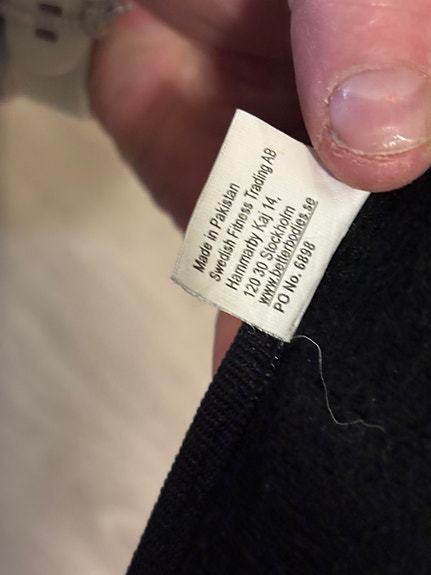 Made in Pakistan
Swedish Fitness Trading AB
Hammarby Kaj 14,
120 30 Stockholm
www.betterbodies.se
PO No. 6898